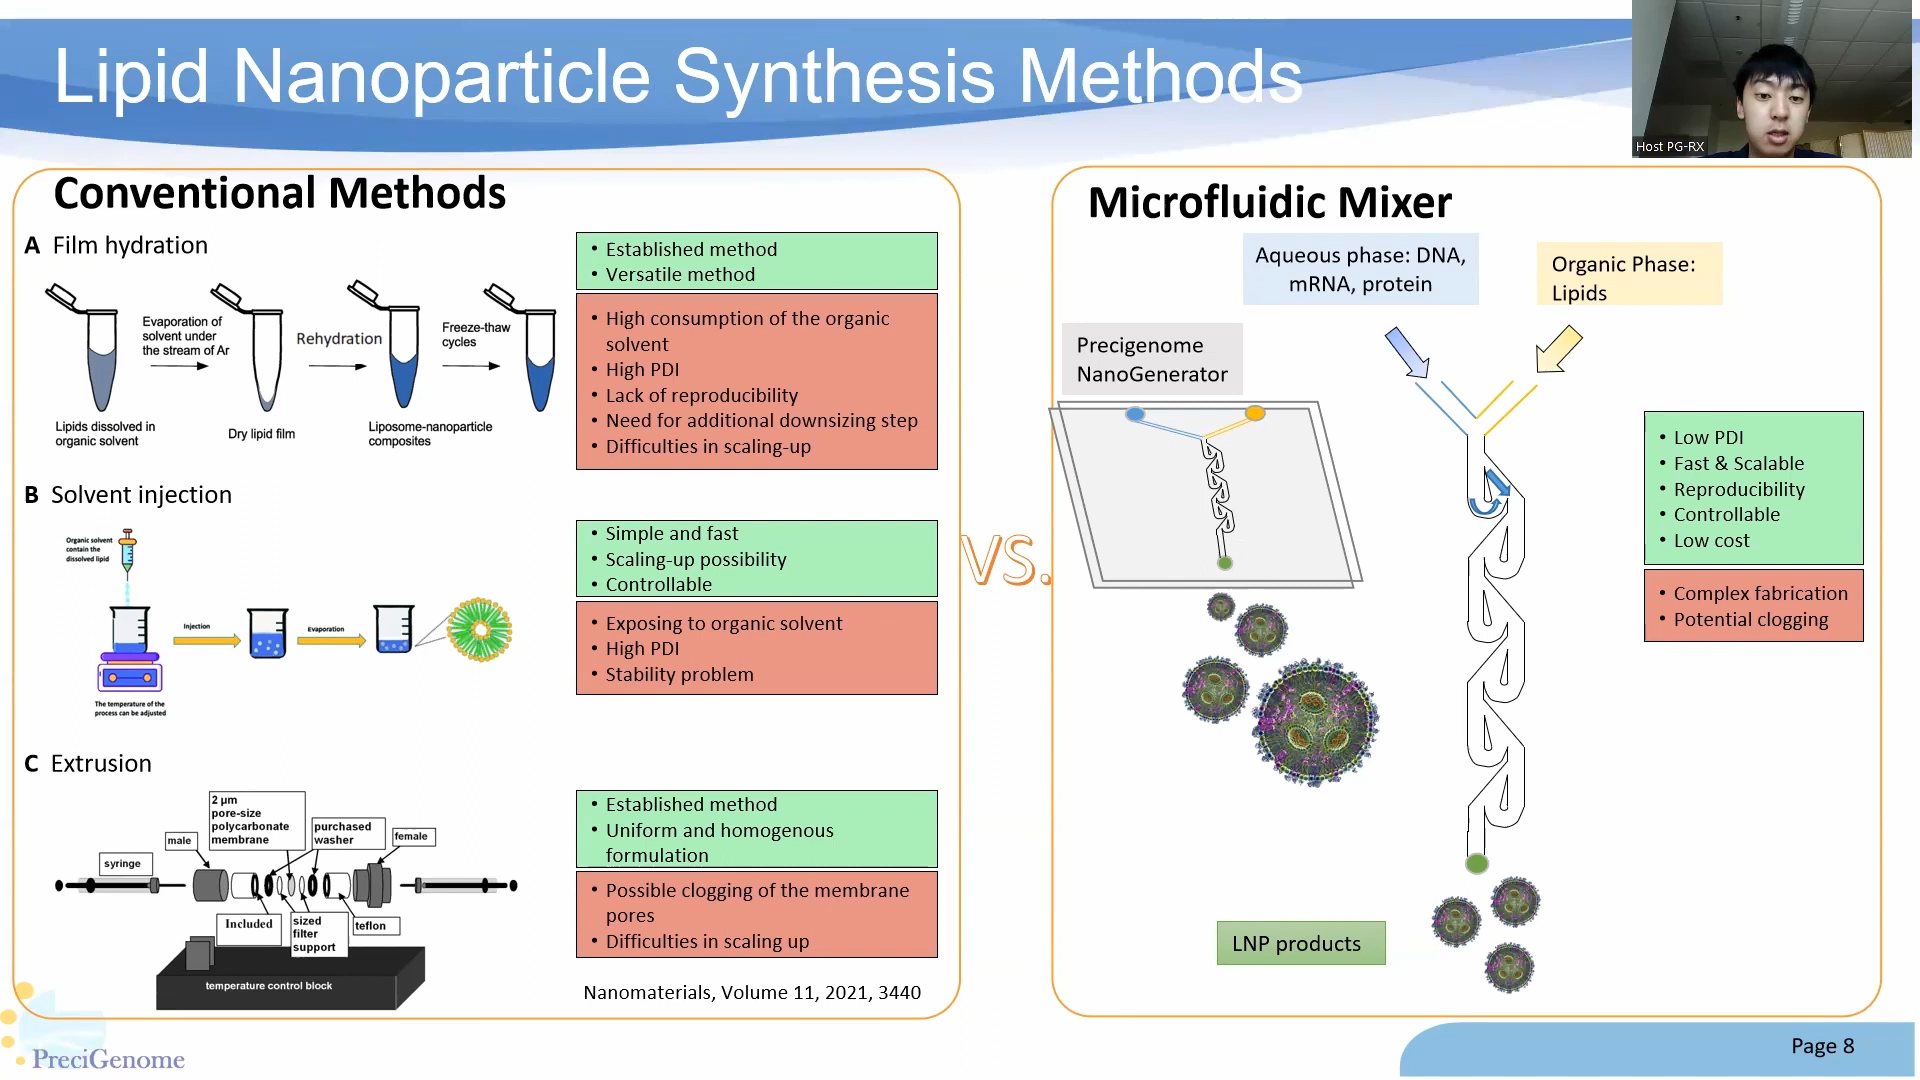 Lipid Nanoparticle Synthesis Methods
Host PG-RX
Conventional Methods
A Film hydration
Evaporation of
solvent under
the stream of Ar
Rehydration
Freeze-thaw
cycles
Lipids dissolved in
organic solvent
Dry lipid film
Liposome-nanoparticle
composites
• Established method
• Versatile method
• High consumption of the organic
solvent
• High PDI
• Lack of reproducibility
• Need for additional downsizing step
• Difficulties in scaling-up
B Solvent injection
Organic solvent
contain the
dissolved lipid
Injection
Evaporation
The temperature of the
process can be adjusted
• Simple and fast
• Scaling-up possibility
• Controllable
• Exposing to organic solvent
• High PDI
• Stability problem
C Extrusion
2 µm
pore-size
polycarbonate
membrane
purchased
washer
male
female
syringe
Included
sized
filter
support
teflon
temperature control block
• Established method
• Uniform and homogenous
formulation
• Possible clogging of the membrane
pores
• Difficulties in scaling up
Nanomaterials, Volume 11, 2021, 3440
VS.
Microfluidic Mixer
Aqueous phase: DNA,
mRNA, protein
Organic Phase:
Lipids
Precigenome
NanoGenerator
• Low PDI
• Fast & Scalable
• Reproducibility
• Controllable
• Low cost
• Complex fabrication
• Potential clogging
LNP products
PreciGenome
Page 8